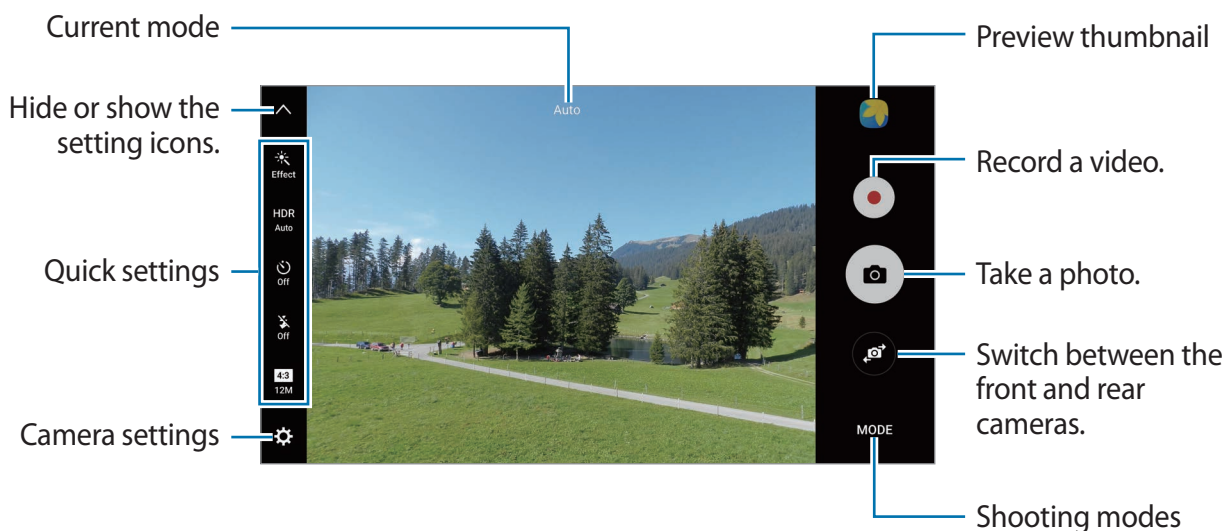 Current mode
Preview thumbnail
Hide or show the
setting icons.
Auto
Effect
Record a video.
HDR
Auto
Quick settings
Off
Take a photo.
Off
4:3
12M
Switch between the
front and rear
cameras.
Camera settings
MODE
Shooting modes